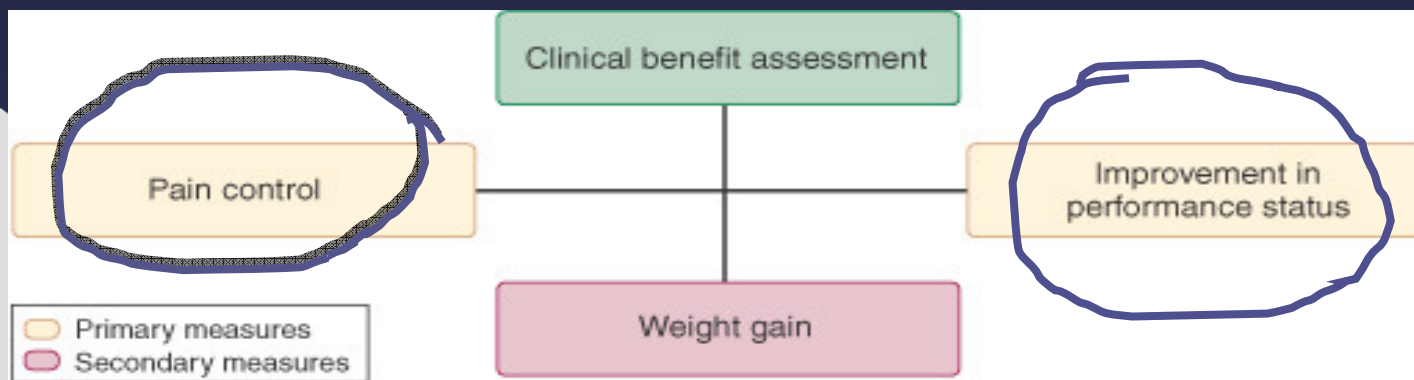 Clinical benefit assessment
Pain control
Improvement in
performance status
Weight gain
Primary measures
Secondary measures